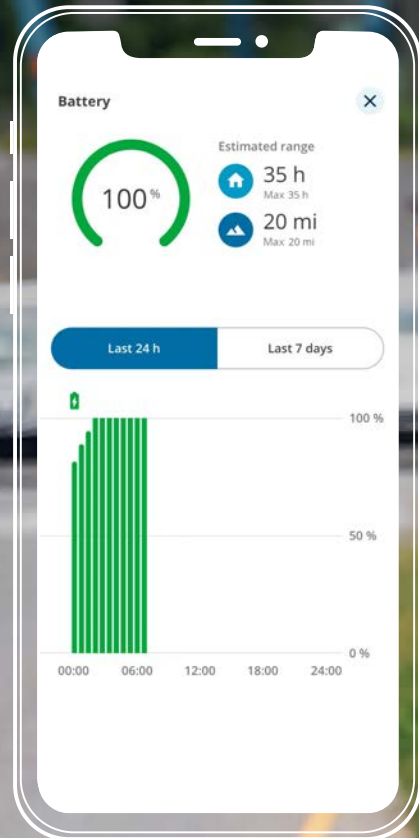 Battery
Estimated range
100 %
35 h
Max 35 h
20 mi
Max 20 mi
Last 24 h
Last 7 days
100 %
50 %
0 %
00:00 06:00 12:00 18:00 24:00